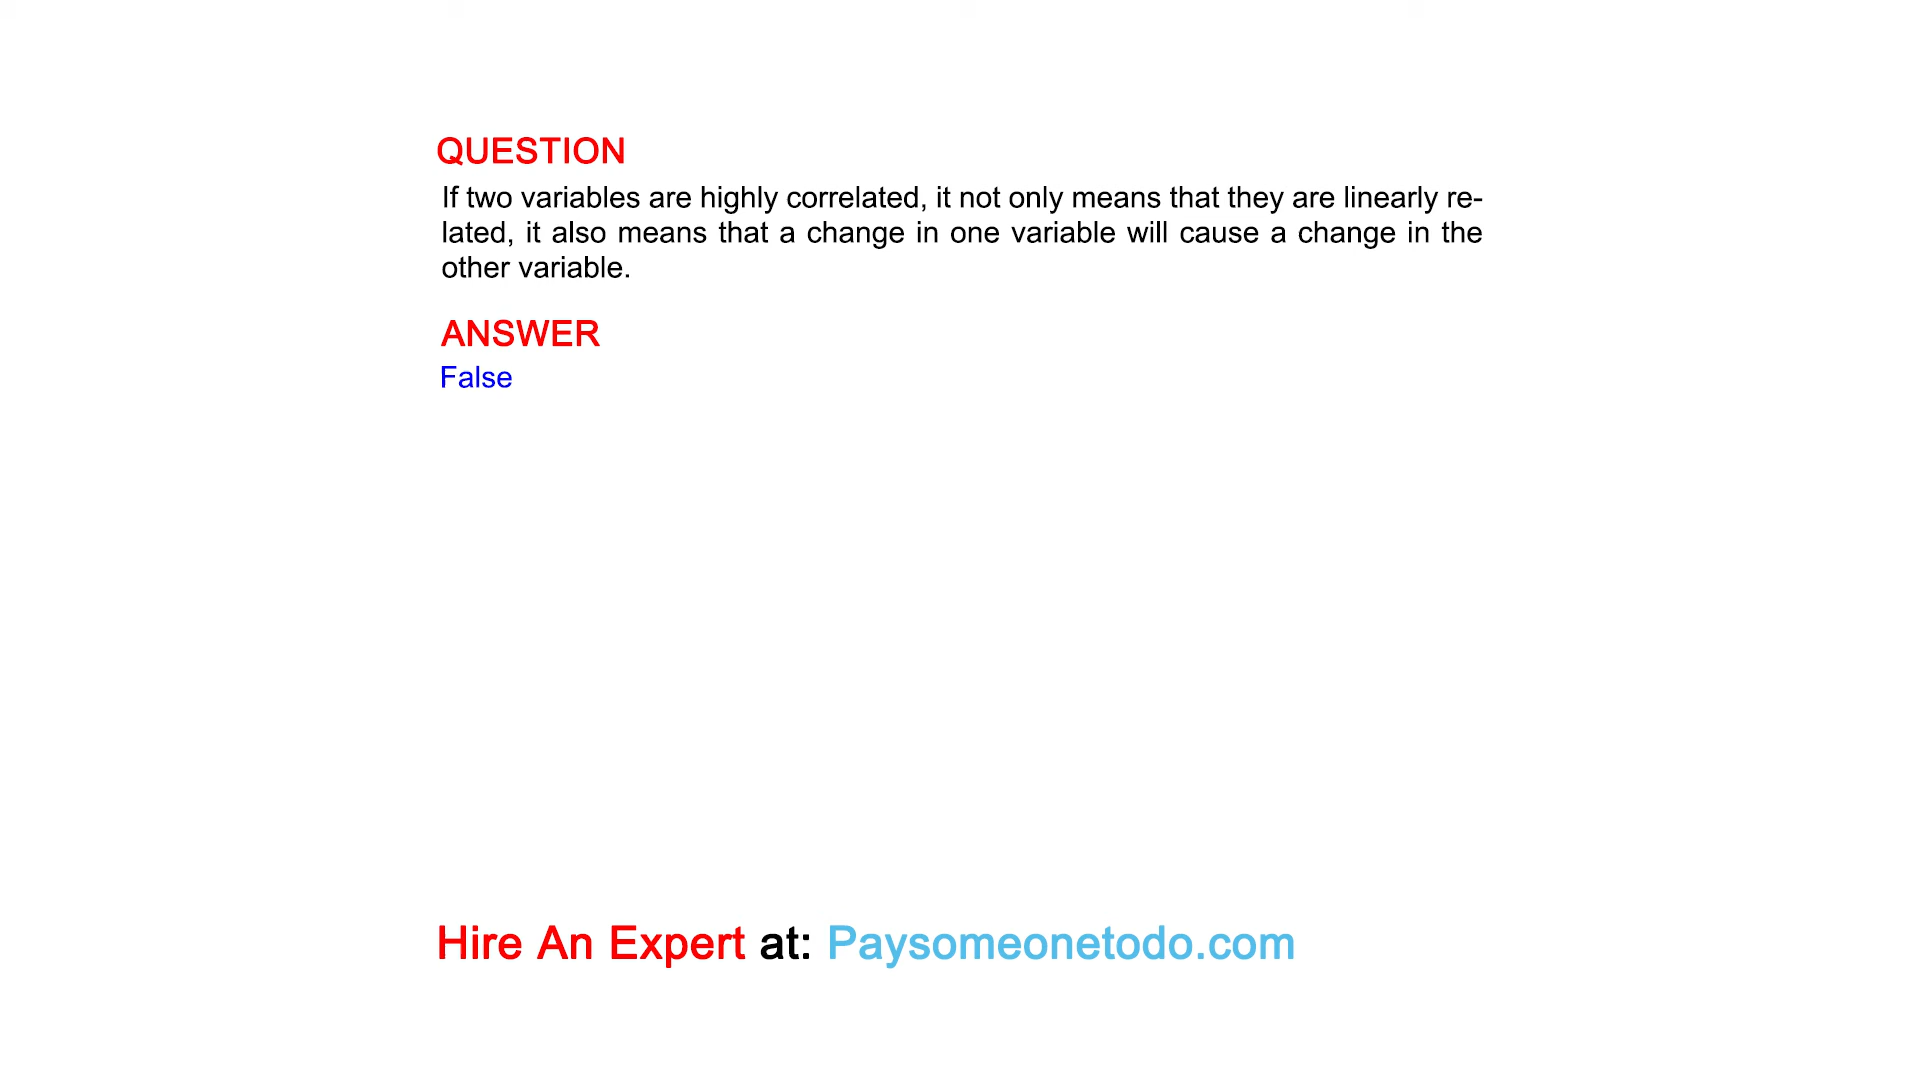 QUESTION
If two variables are highly correlated, it not only means that they are linearly re-
lated, it also means that a change in one variable will cause a change in the
other variable.
ANSWER
False
Hire An Expert at: Paysomeonetodo.com